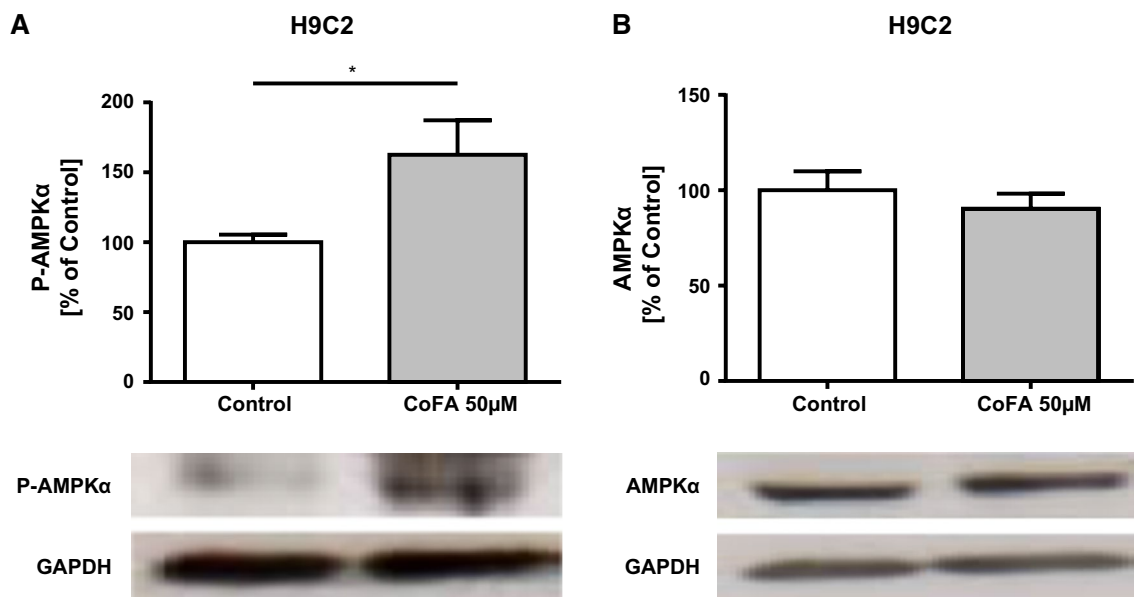 A
H9C2
*
200
150
100
50
0
P-AMPKα
[% of Control]
Control
CoFA 50μM
P-AMPKα
GAPDH
B
H9C2
150
100
50
0
AMPKα
[% of Control]
Control
CoFA 50μM
AMPKα
GAPDH